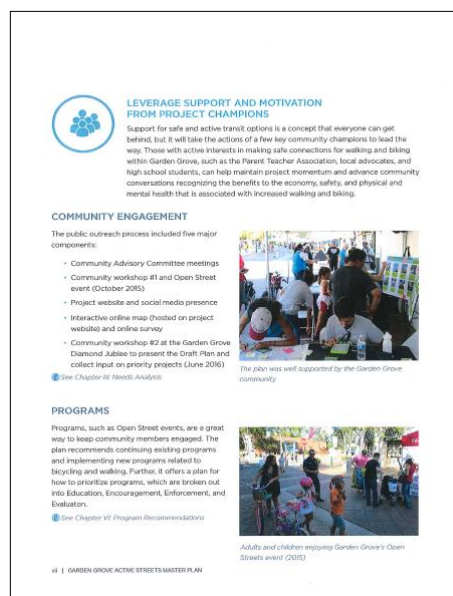 LEVERAGE SUPPORT AND MOTIVATION
FROM PROJECT CHAMPIONS
Support for safe and active transit options is a concept that everyone can get
behind, but it will take the actions of a few key community champions to lead the
way. Those with active interests in making safe connections for walking and biking
within Garden Grove, such as the Parent Teacher Association, local advocates, and
high school students, can help maintain project momentum and advance community
conversations recognizing the benefits to the economy, safety, and physical and
mental health that is associated with increased walking and biking.
COMMUNITY ENGAGEMENT
The public outreach process included five major
components:
• Community Advisory Committee meetings
• Community workshop #1 and Open Street
event (October 2015)
• Project website and social media presence
• Interactive online map (hosted on project
website) and online survey
• Community workshop #2 at the Garden Grove
Diamond Jubilee to present the Draft Plan and
collect input on priority projects (June 2016)
See Chapter III: Needs Analysis
The plan was well supported by the Garden Grove
community
PROGRAMS
Programs, such as Open Street events, are a great
way to keep community members engaged. The
plan recommends continuing existing programs
and implementing new programs related to
bicycling and walking. Further, it offers a plan for
how to prioritize programs, which are broken out
into Education, Encouragement, Enforcement, and
Evaluaton.
See Chapter VI: Program Recommendations
Adults and children enjoying Garden Grove's Open
Streets event (2015).
| GARDEN GROVE ACTIVE STREETS MASTER PLAN